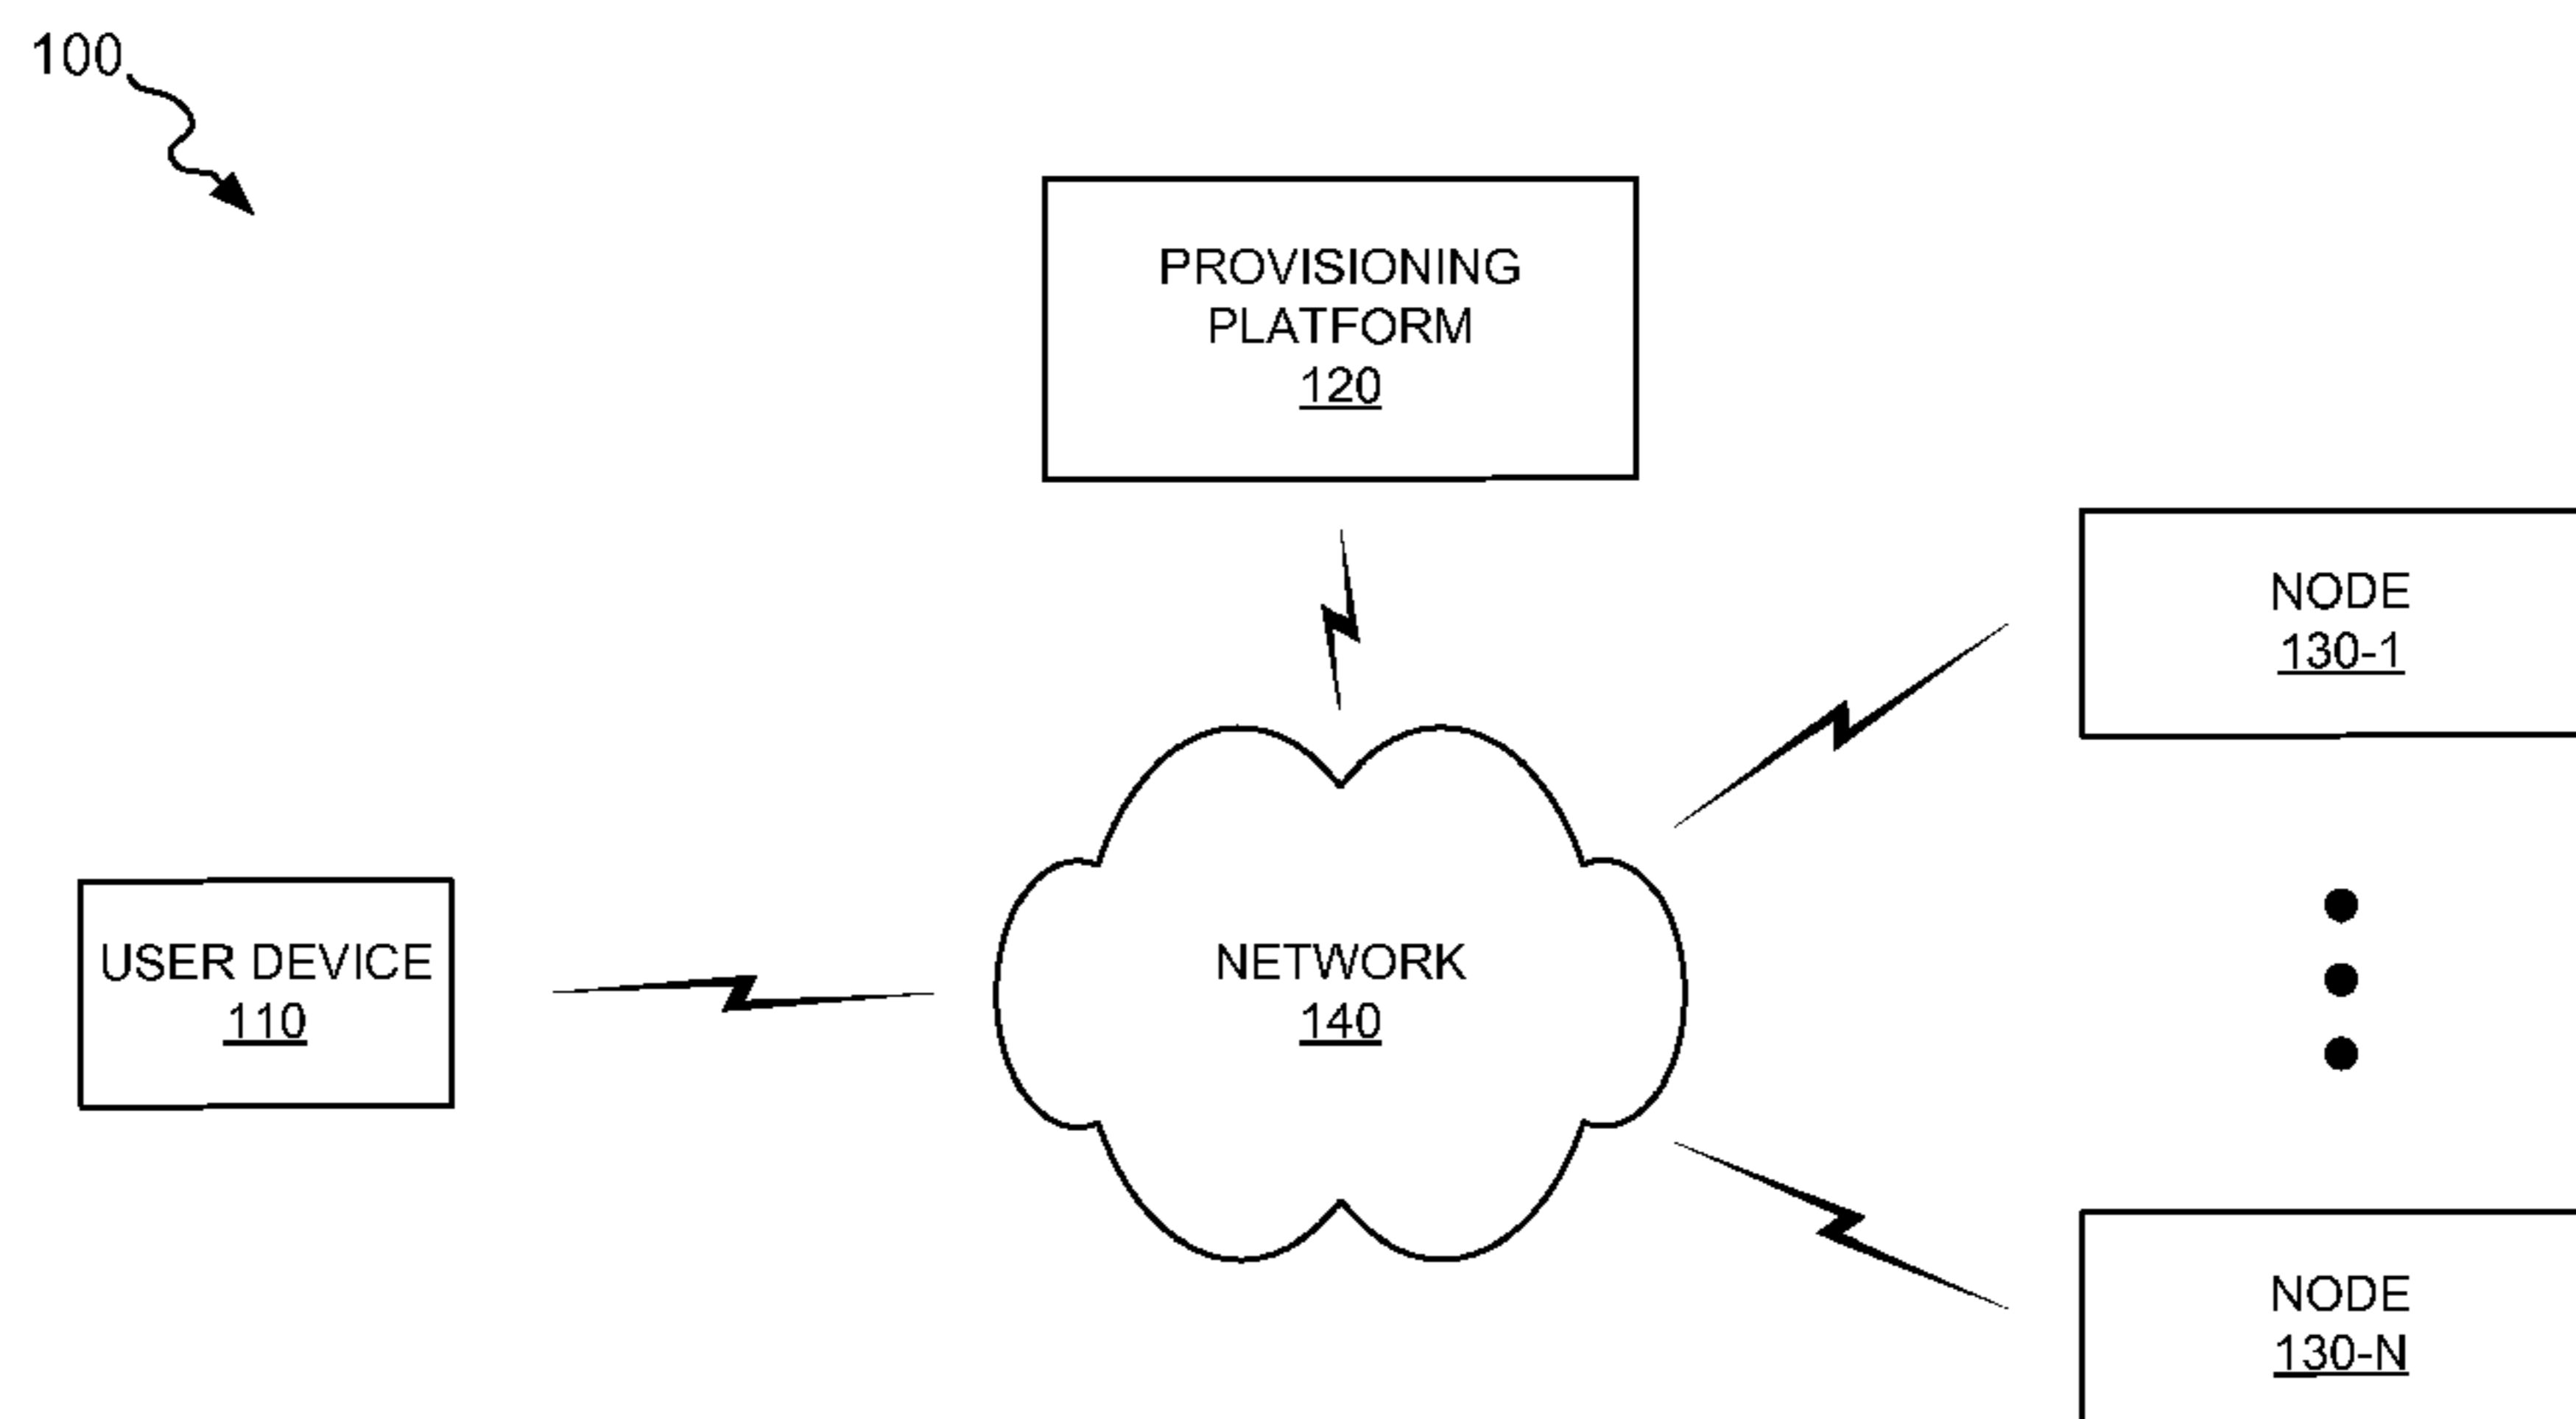 100
PROVISIONING
PLATFORM
120
NODE
130-1
USER DEVICE
110
NETWORK
140
NODE
130-N